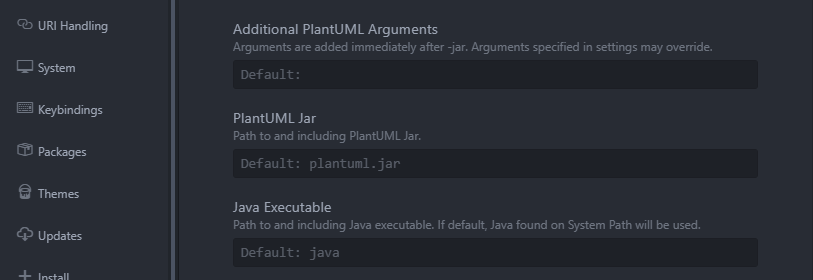 URI Handling
System
Keybindings
Packages
Themes
Updates
Install
Additional PlantUML Arguments
Arguments are added immediately after -jar. Arguments specified in settings may override.
Default:
PlantUML Jar
Path to and including PlantUML Jar.
Default: plantuml.jar
Java Executable
Path to and including Java executable. If default, Java found on System Path will be used.
Default: java